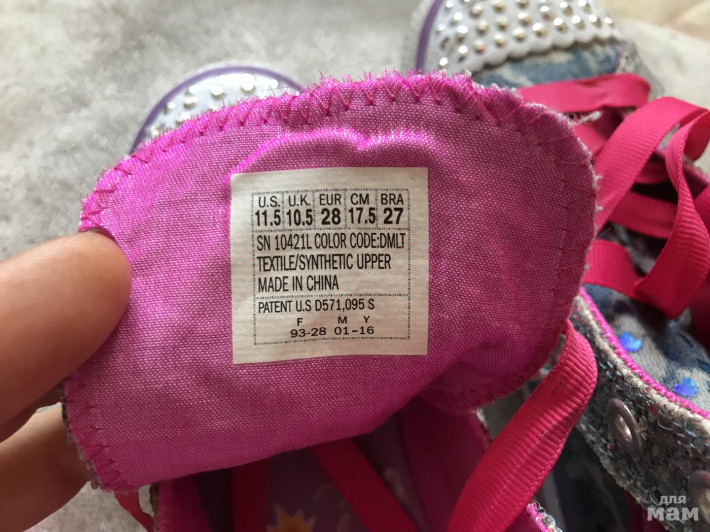 U.S. U.K. EUR CM BRA
11.5 10.5 28 17.5 27
SN 10421L COLOR CODE:DMLT
TEXTILE/SYNTHETIC UPPER
MADE IN CHINA
PATENT U.S D571,095 S
F M Y
93-28 01-16
для
мам